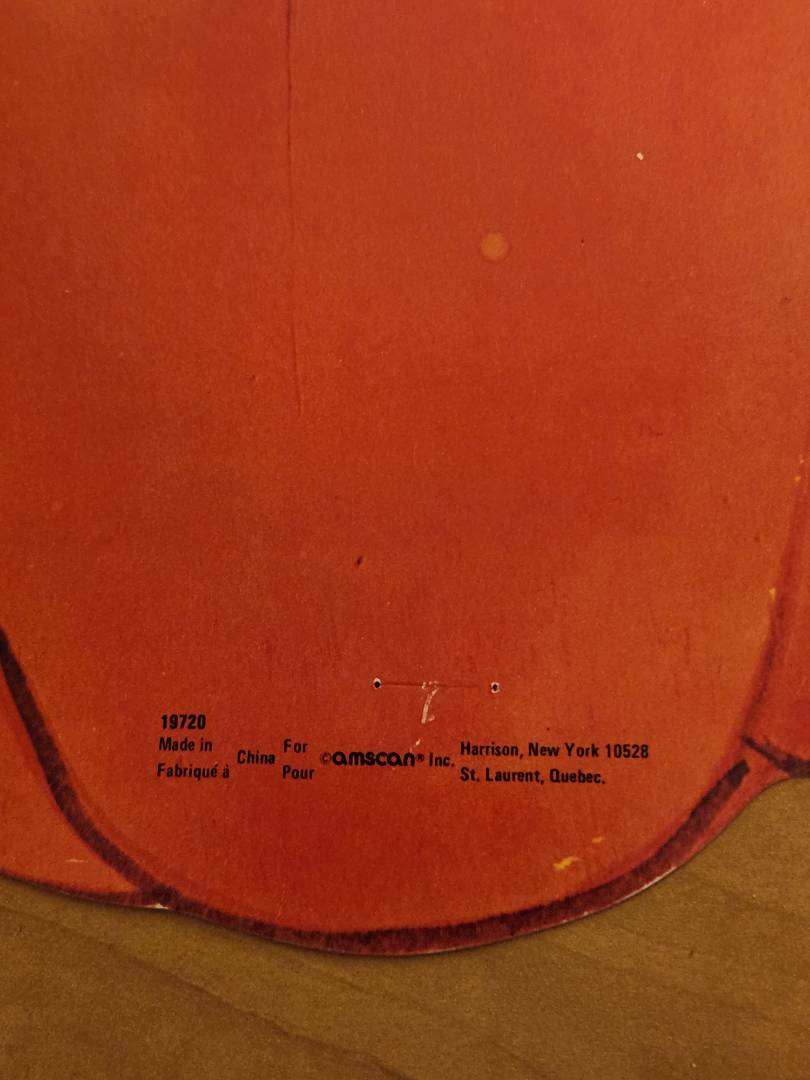 19720
Made in China For ©amscan® Inc. Harrison, New York 10528
Fabriqué à Pour St. Laurent, Quebec.